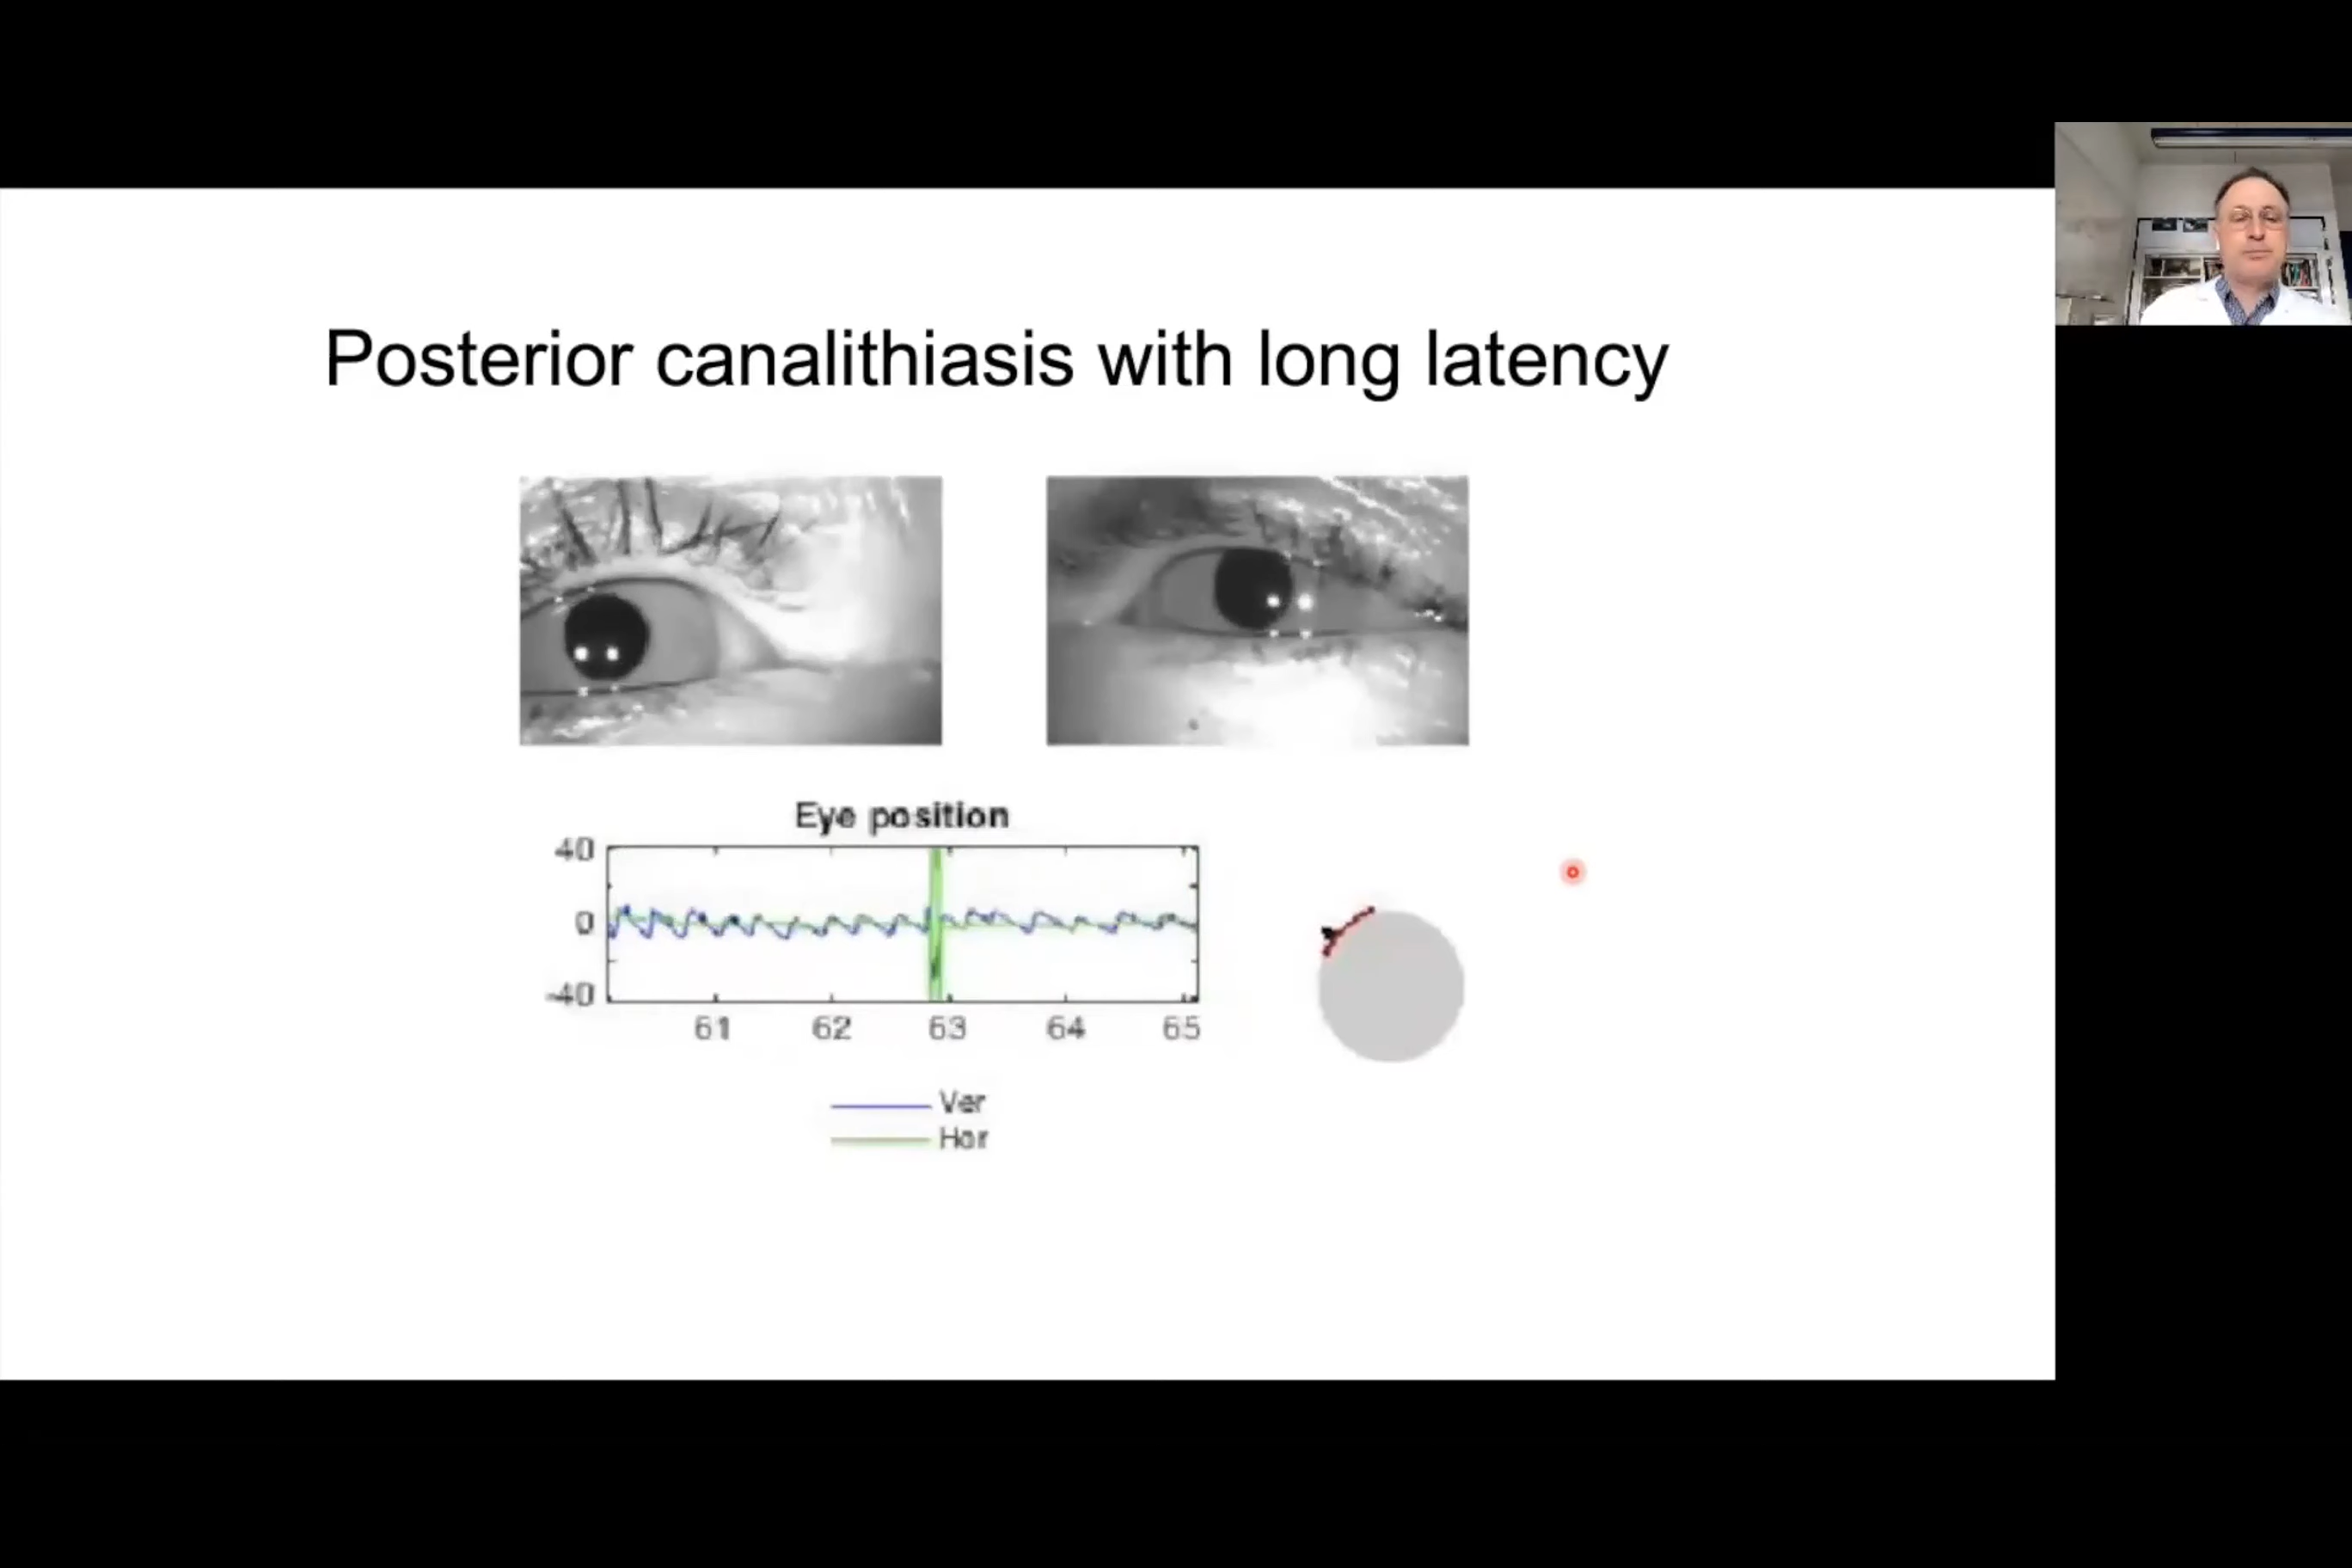 Posterior canalithiasis with long latency
Eye position
40
0
-40
61 62 63 64 65
Ver
Hor